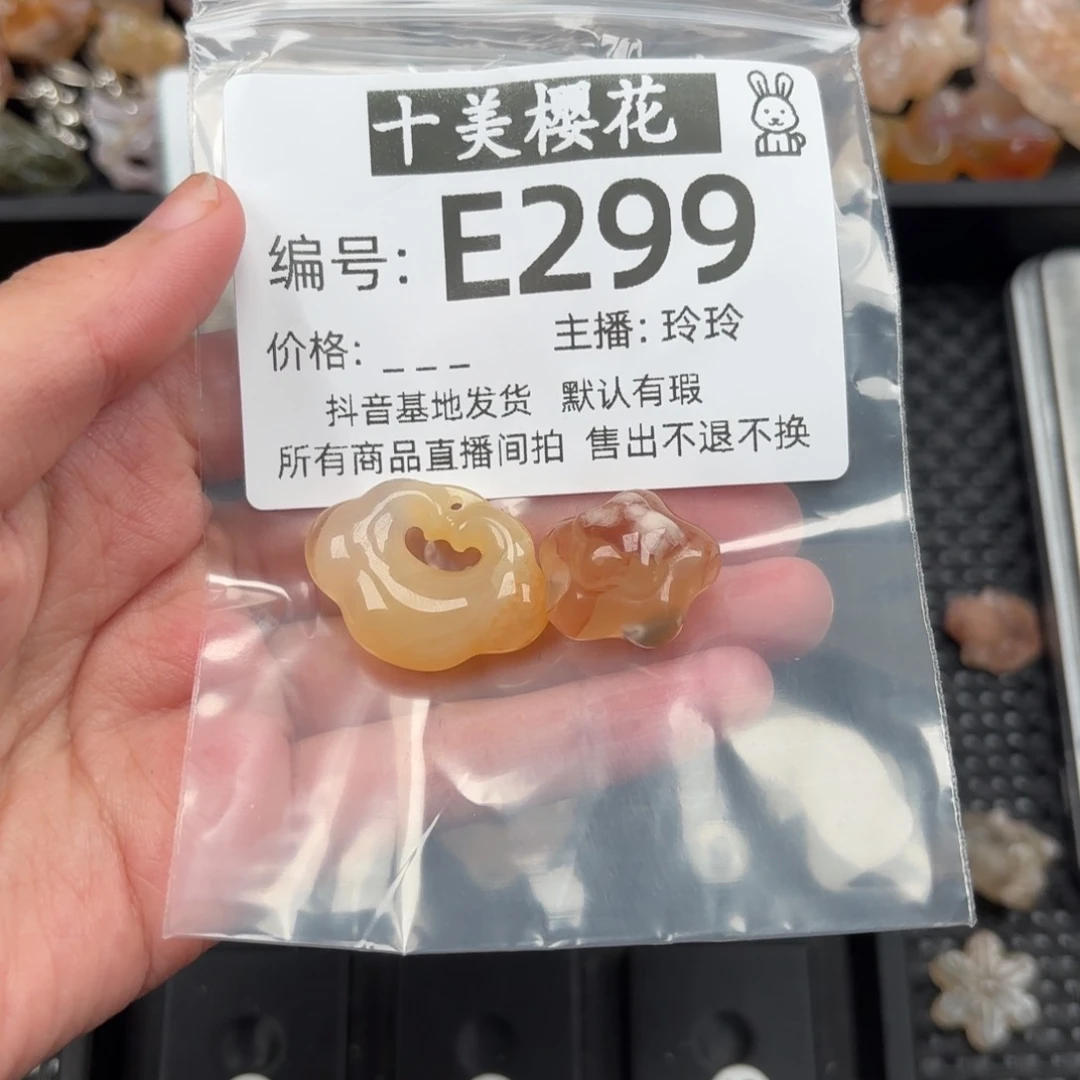 十美樱花
编号: E299
价格: _ _ _ 主播: 玲玲
抖音基地发货 默认有瑕
所有商品直播间拍 售出不退不换